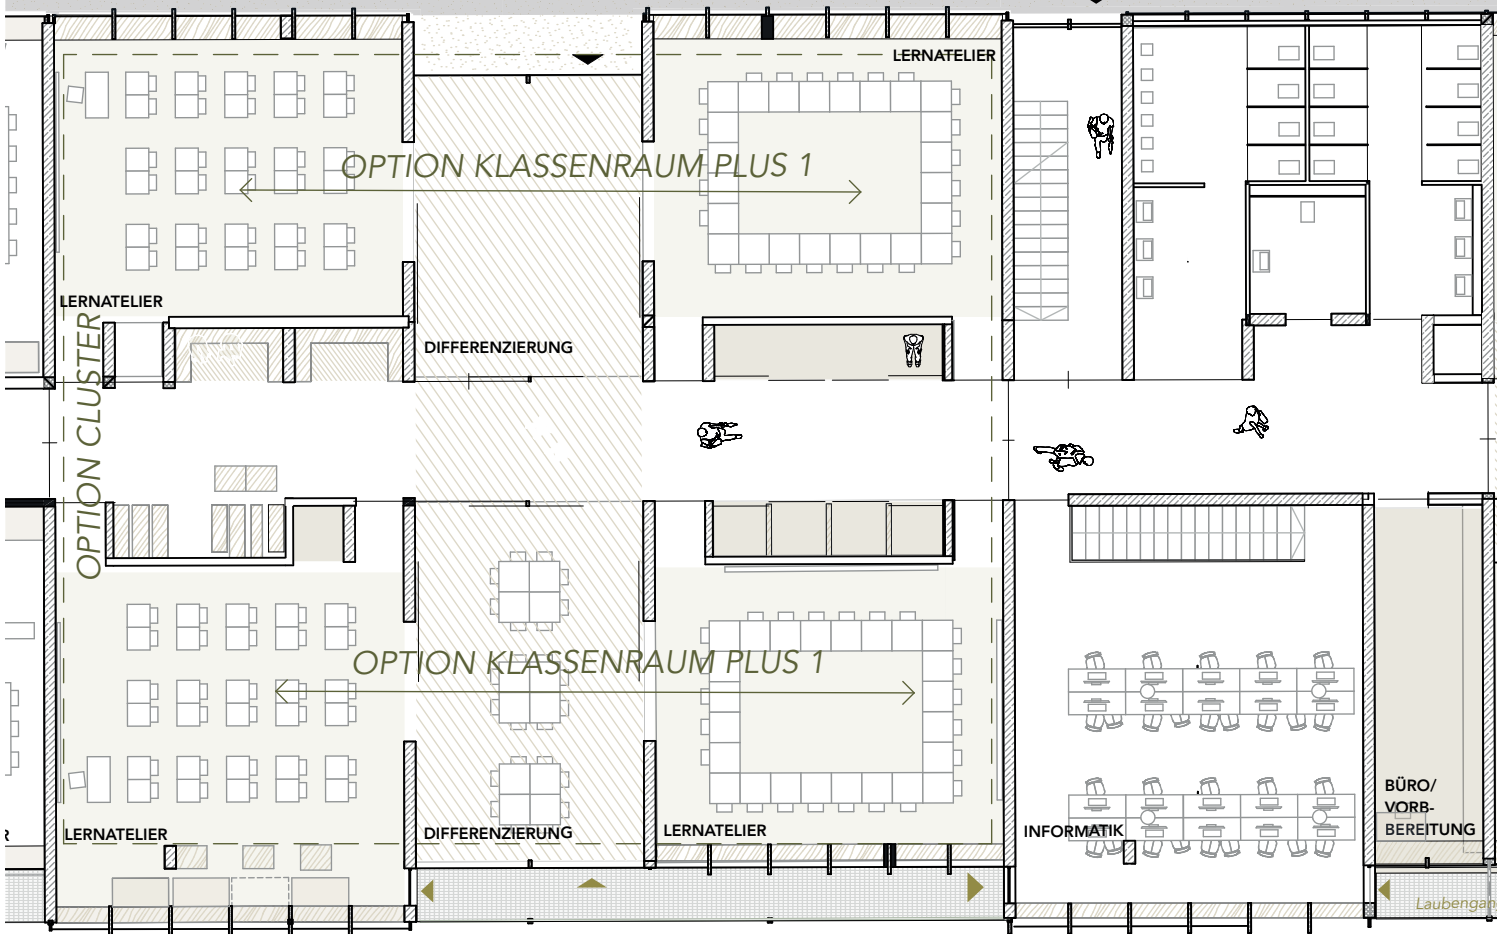 LERNATELIER
OPTION KLASSENRAUM PLUS 1
LERNATELIER
OPTION CLUSTER
DIFFERENZIERUNG
OPTION KLASSENRAUM PLUS 1
LERNATELIER
DIFFERENZIERUNG
LERNATELIER
INFORMATIK
BÜRO/
VORB-
BEREITUNG
Laubengang
R